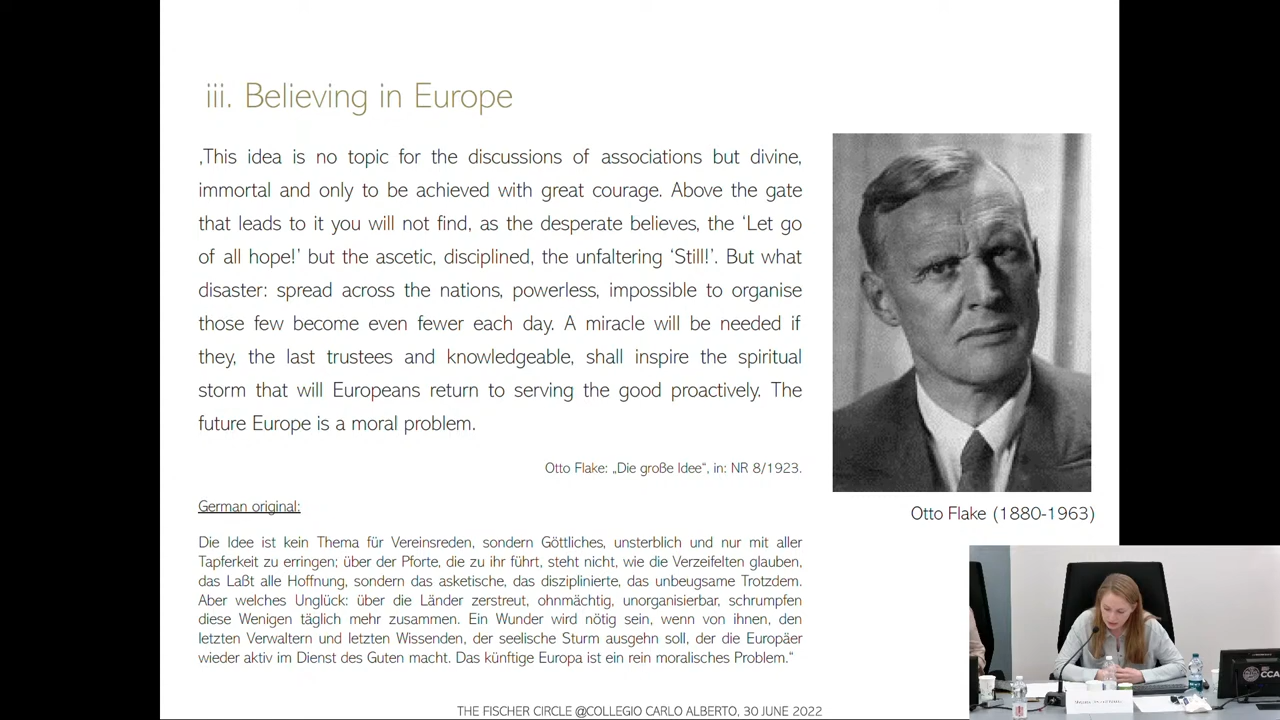 iii. Believing in Europe
‚This idea is no topic for the discussions of associations but divine,
immortal and only to be achieved with great courage. Above the gate
that leads to it you will not find, as the desperate believes, the ‘Let go
of all hope!’ but the ascetic, disciplined, the unfaltering ‘Still!’. But what
disaster: spread across the nations, powerless, impossible to organise
those few become even fewer each day. A miracle will be needed if
they, the last trustees and knowledgeable, shall inspire the spiritual
storm that will Europeans return to serving the good proactively. The
future Europe is a moral problem.
Otto Flake: „Die große Idee“, in: NR 8/1923.
German original:
Die Idee ist kein Thema für Vereinsreden, sondern Göttliches, unsterblich und nur mit aller
Tapferkeit zu erringen; über der Pforte, die zu ihr führt, steht nicht, wie die Verzeifelten glauben,
das Laßt alle Hoffnung, sondern das asketische, das disziplinierte, das unbeugsame Trotzdem.
Aber welches Unglück: über die Länder zerstreut, ohnmächtig, unorganisierbar, schrumpfen
diese Wenigen täglich mehr zusammen. Ein Wunder wird nötig sein, wenn von ihnen, den
letzten Verwaltern und letzten Wissenden, der seelische Sturm ausgehn soll, der die Europäer
wieder aktiv im Dienst des Guten macht. Das künftige Europa ist ein rein moralisches Problem.“
Otto Flake (1880-1963)
CCA
THE FISCHER CIRCLE @COLLEGIO CARLO ALBERTO, 30 JUNE 2022